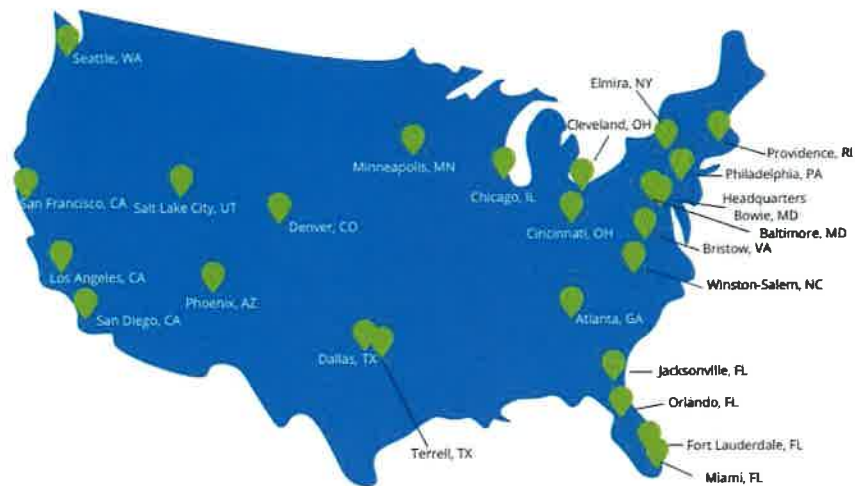 Seattle, WA
Elmira, NY
Cleveland, OH
Minneapolis, MN
Providence, RI
Chicago, IL
Philadelphia, PA
San Francisco, CA
Salt Lake City, UT
Headquarters
Bowie, MD
Denver, CO
Cincinnati, OH
Baltimore, MD
Bristow, VA
Los Angeles, CA
Winston-Salem, NC
Phoenix, AZ
San Diego, CA
Atlanta, GA
Dallas, TX
Jacksonville, FL
Orlando, FL
Terrell, TX
Fort Lauderdale, FL
Miami, FL